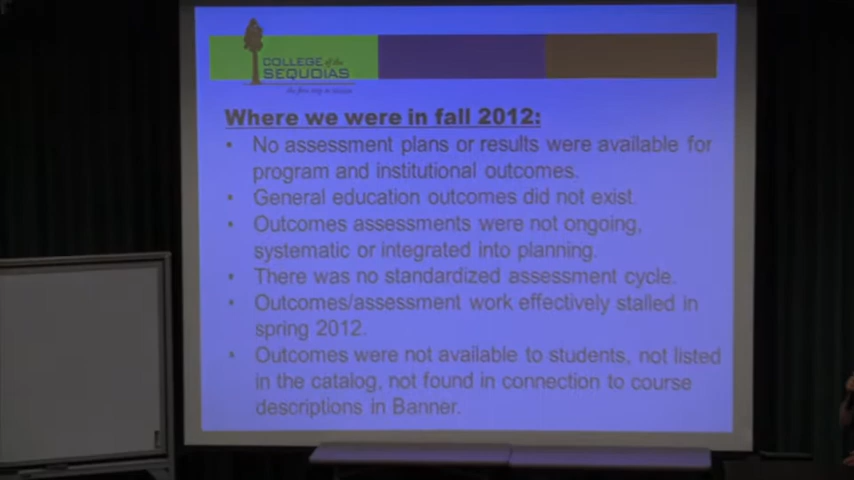 COLLEGE of the
SEQUOIAS
Where we were in fall 2012:
• No assessment plans or results were available for
program and institutional outcomes.
• General education outcomes did not exist.
• Outcomes assessments were not ongoing,
systematic or integrated into planning.
• There was no standardized assessment cycle.
• Outcomes/assessment work effectively stalled in
spring 2012.
• Outcomes were not available to students, not listed
in the catalog, not found in connection to course
descriptions in Banner.